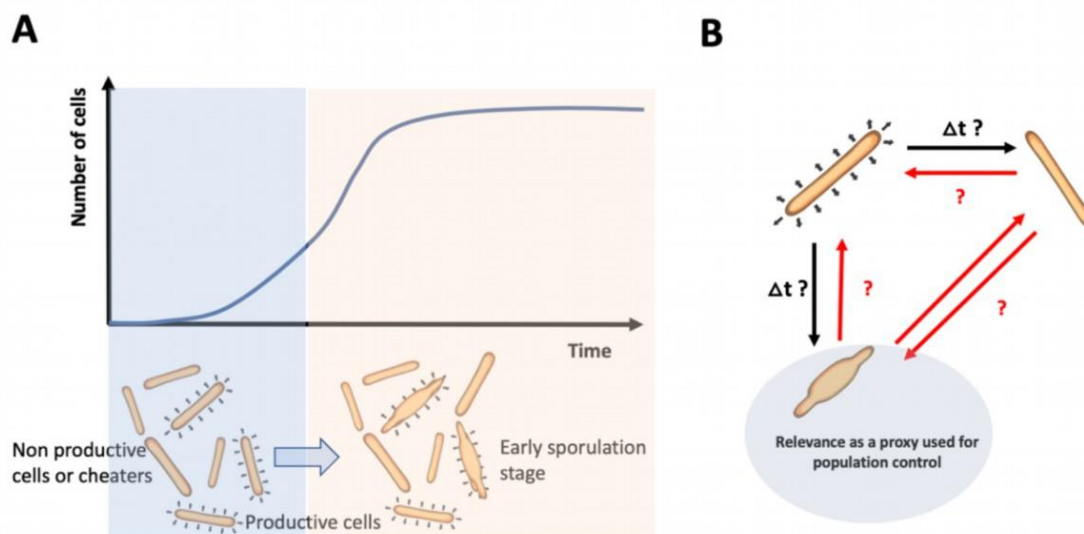 A
Number of cells
Time
Non productive
cells or cheaters
Productive cells
Early sporulation
stage
B
Δt ?
?
Δt ?
?
?
Relevance as a proxy used for
population control